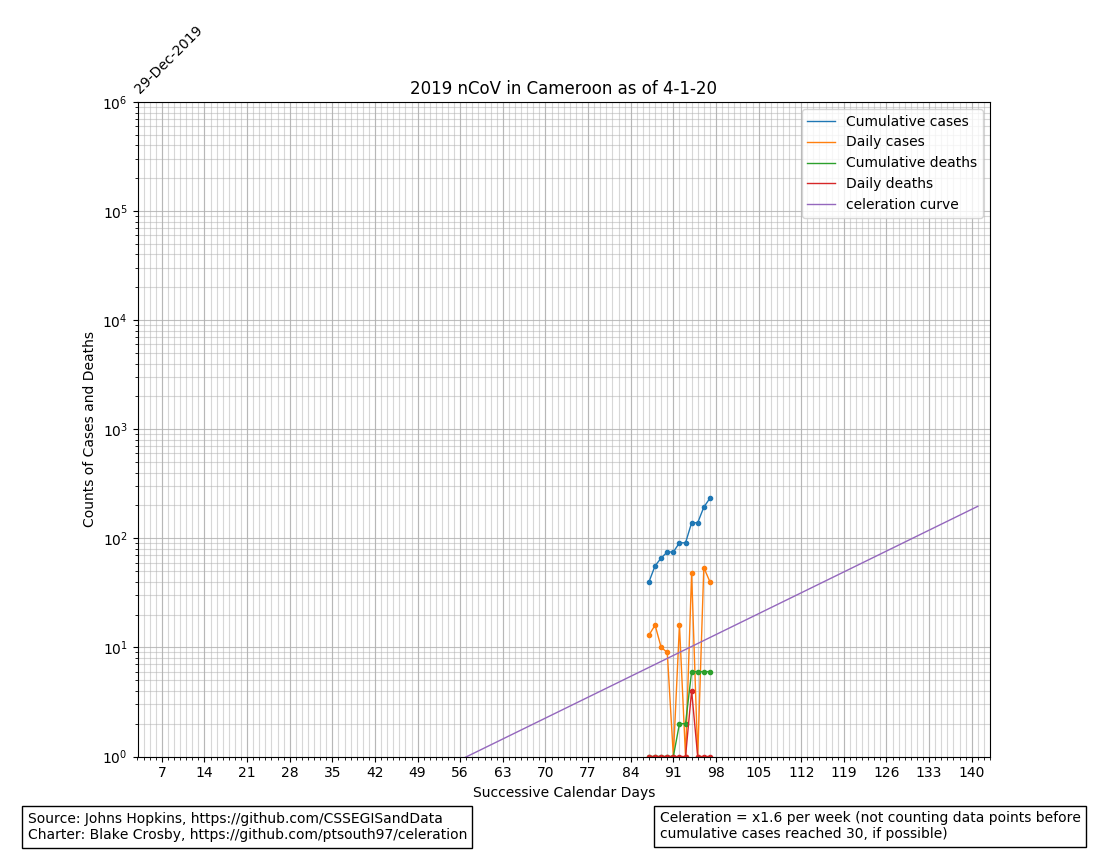 29-Dec-2019
2019 nCoV in Cameroon as of 4-1-20
Cumulative cases
Daily cases
Cumulative deaths
Daily deaths
celeration curve
Counts of Cases and Deaths
10^6
10^5
10^4
10^3
10^2
10^1
10^0
7 14 21 28 35 42 49 56 63 70 77 84 91 98 105 112 119 126 133 140
Successive Calendar Days
Source: Johns Hopkins, https://github.com/CSSEGISandData
Charter: Blake Crosby, https://github.com/ptsouth97/celeration
Celeration = x1.6 per week (not counting data points before
cumulative cases reached 30, if possible)